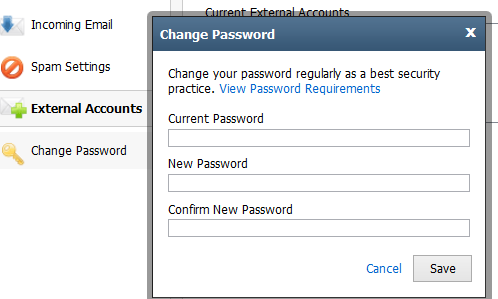 Incoming Email
Spam Settings
External Accounts
Change Password
Current External Accounts
Change Password
X
Change your password regularly as a best security
practice. View Password Requirements
Current Password
New Password
Confirm New Password
Cancel
Save